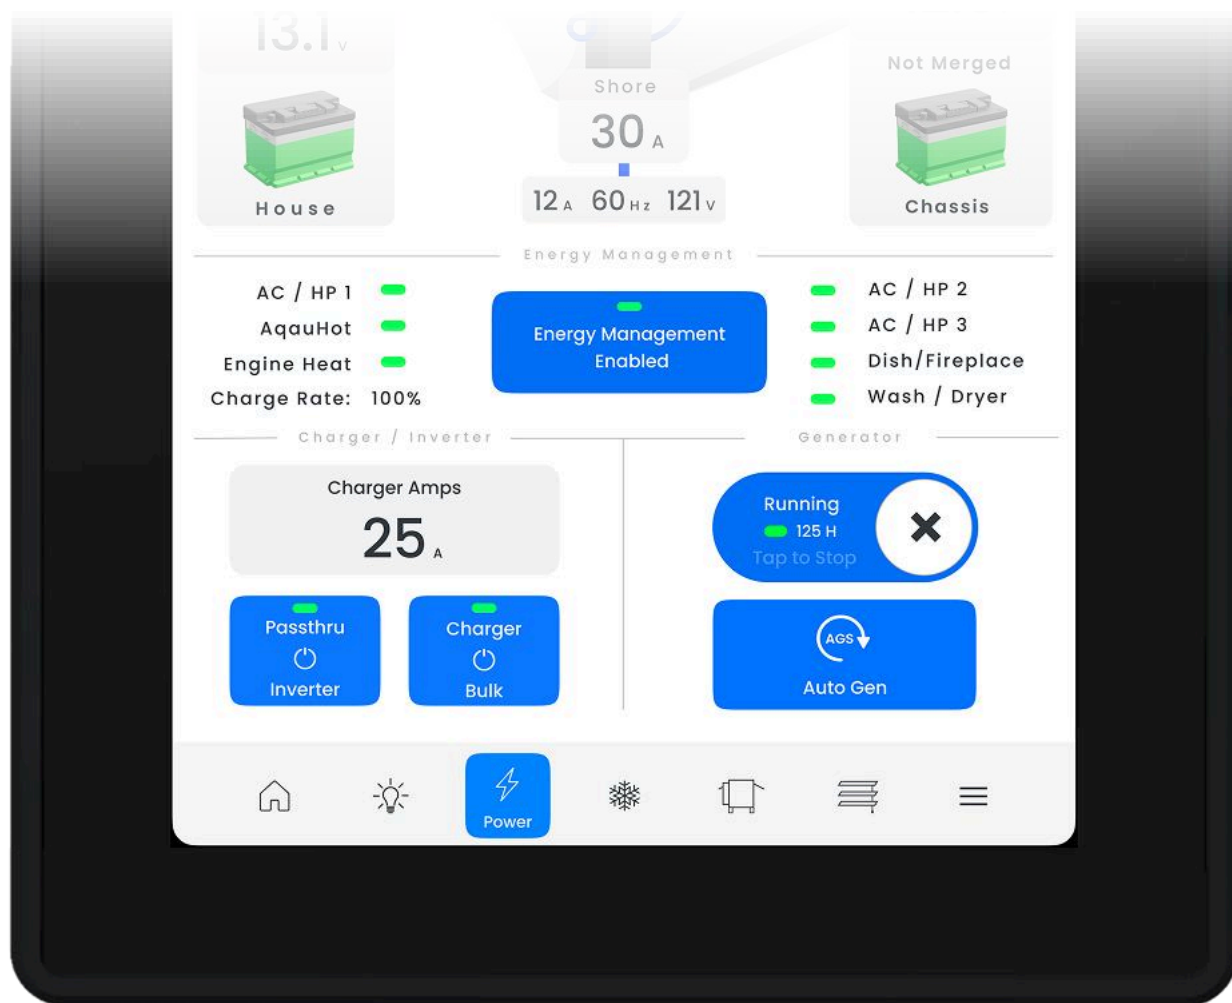 13.1 v
Not Merged
Shore
30 A
House
12 A 60 Hz 121 V
Chassis
Energy Management
AC / HP 1
AqauHot
Engine Heat
Charge Rate: 100%
Energy Management
Enabled
AC / HP 2
AC / HP 3
Dish/Fireplace
Wash / Dryer
Charger / Inverter
Generator
Charger Amps
25 A
Passthru
Inverter
Charger
Bulk
Running
125 H
Tap to Stop
AGS
Auto Gen
Power